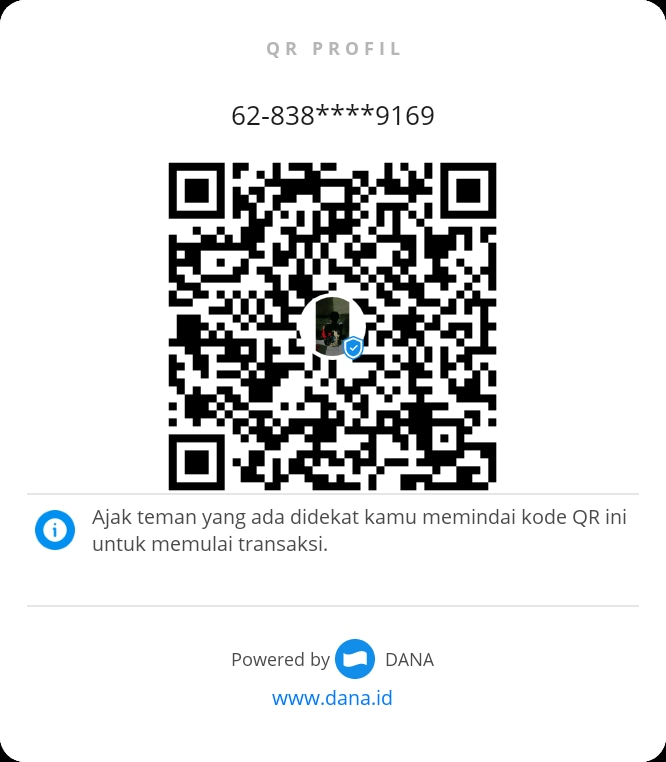 QR PROFIL
62-838****9169
Ajak teman yang ada didekat kamu memindai kode QR ini
untuk memulai transaksi.
Powered by DANA
www.dana.id